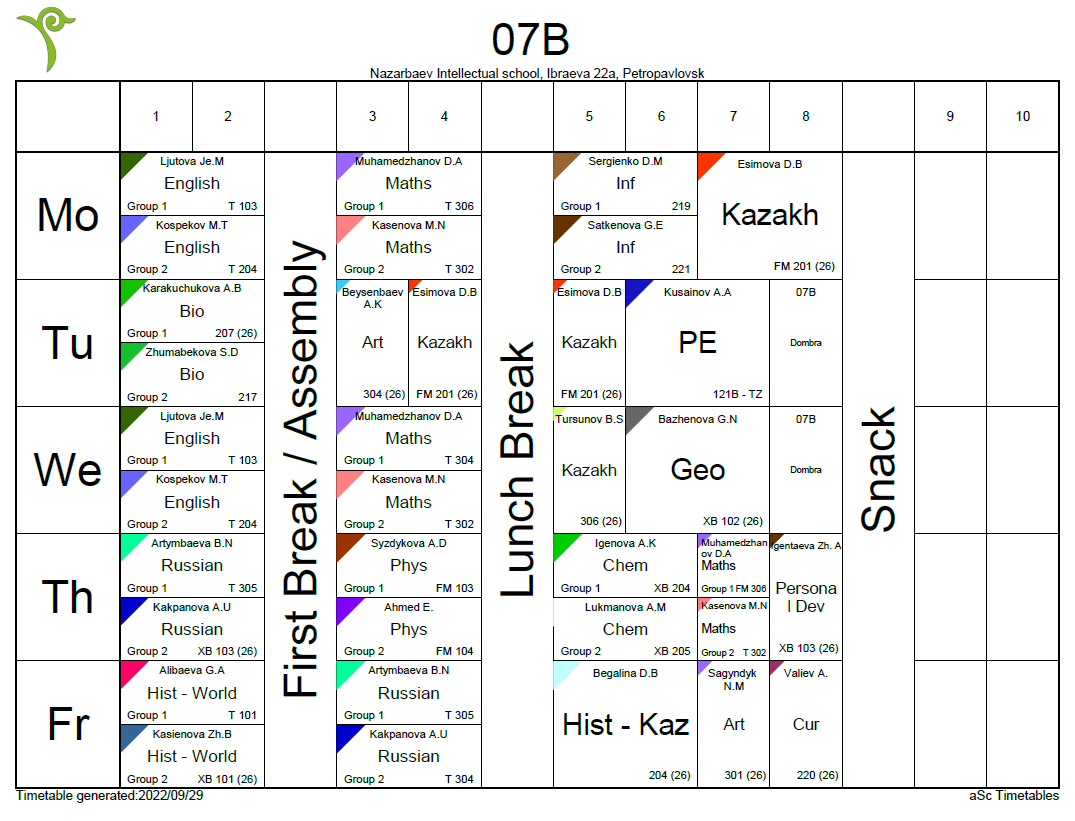 07B
Nazarbaev Intellectual school, Ibraeva 22a, Petropavlovsk
1 2 3 4 5 6 7 8 9 10
First Break / Assembly
Lunch Break
Snack
Mo
Ljutova Je.M
English
Group 1 T 103
Kospekov M.T
English
Group 2 T 204
Muhamedzhanov D.A
Maths
Group 1 T 306
Kasenova M.N
Maths
Group 2 T 302
Sergienko D.M
Inf
Group 1 219
Satkenova G.E
Inf
Group 2 221
Esimova D.B
Kazakh
FM 201 (26)
Tu
Karakuchukova A.B
Bio
Group 1 207 (26)
Zhumabekova S.D
Bio
Group 2 217
Beysenbaev
A.K
Art
304 (26)
Esimova D.B
Kazakh
FM 201 (26)
Esimova D.B
Kazakh
FM 201 (26)
Kusainov A.A
PE
121B - TZ
07B
Dombra
We
Ljutova Je.M
English
Group 1 T 103
Kospekov M.T
English
Group 2 T 204
Muhamedzhanov D.A
Maths
Group 1 T 304
Kasenova M.N
Maths
Group 2 T 302
Tursunov B.S
Kazakh
306 (26)
Bazhenova G.N
Geo
XB 102 (26)
07B
Dombra
Th
Artymbaeva B.N
Russian
Group 1 T 305
Kakpanova A.U
Russian
Group 2 XB 103 (26)
Syzdykova A.D
Phys
Group 1 FM 103
Ahmed E.
Phys
Group 2 FM 104
Igenova A.K
Chem
Group 1 XB 204
Lukmanova A.M
Chem
Group 2 XB 205
Muhamedzhan
ov D.A
Maths
Group 1 FM 306
Kasenova M.N
Maths
Group 2 T 302
Igentaeva Zh. A
Persona
l Dev
XB 103 (26)
Fr
Alibaeva G.A
Hist - World
Group 1 T 101
Kasienova Zh.B
Hist - World
Group 2 XB 101 (26)
Artymbaeva B.N
Russian
Group 1 T 305
Kakpanova A.U
Russian
Group 2 T 304
Begalina D.B
Hist - Kaz
204 (26)
Sagyndyk
N.M
Art
301 (26)
Valiev A.
Cur
220 (26)
Timetable generated:2022/09/29
aSc Timetables